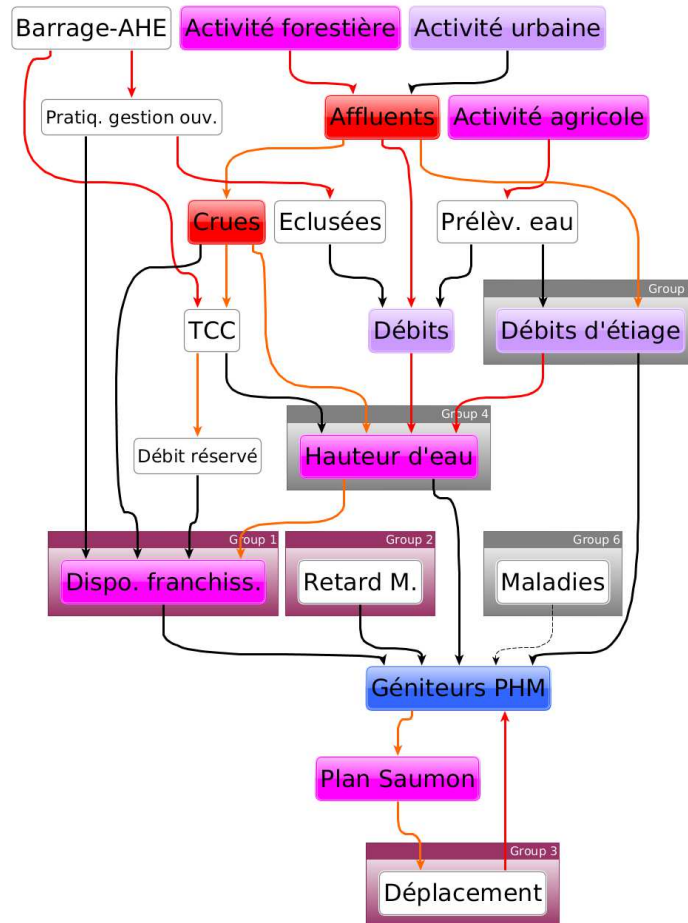 Barrage-AHE
Activité forestière
Activité urbaine
Pratiq. gestion ouv.
Affluents
Activité agricole
Crues
Eclusées
Prélèv. eau
Group
TCC
Débits
Débits d'étiage
Group 4
Débit réservé
Hauteur d'eau
Group 1
Group 2
Group 6
Dispo. franchiss.
Retard M.
Maladies
Géniteurs PHM
Plan Saumon
Group 3
Déplacement